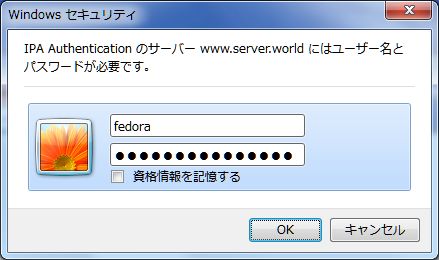 Windows セキュリティ
IPA Authentication のサーバー www.server.world にはユーザー名と
パスワードが必要です。
fedora
●●●●●●●●●●●●●●●
資格情報を記憶する
OK
キャンセル